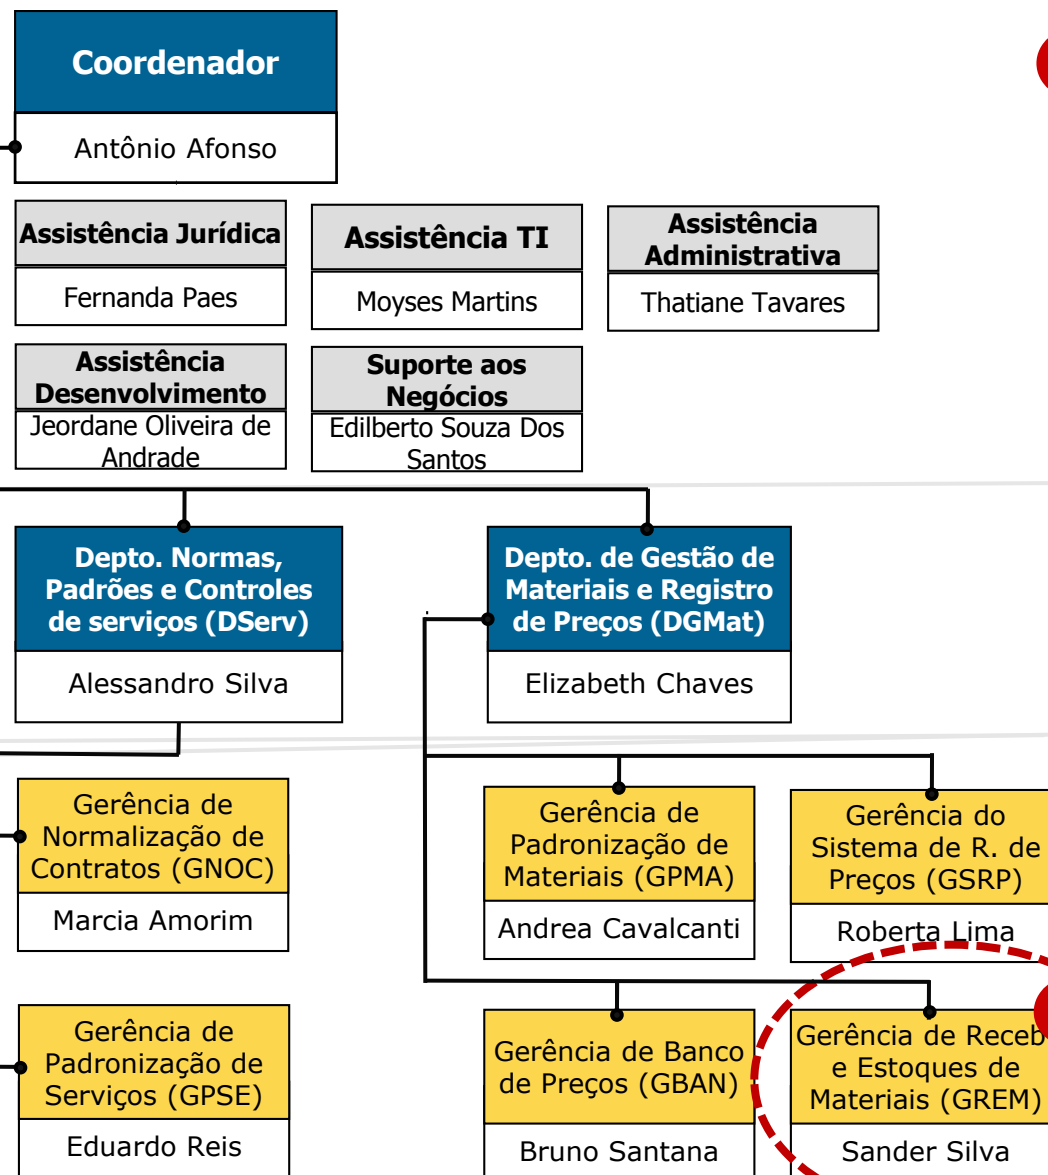 Coordenador
Antônio Afonso
Assistência Jurídica
Fernanda Paes
Assistência TI
Moyses Martins
Assistência
Administrativa
Thatiane Tavares
Assistência
Desenvolvimento
Jeordane Oliveira de
Andrade
Suporte aos
Negócios
Edilberto Souza Dos
Santos
Depto. Normas,
Padrões e Controles
de serviços (DServ)
Alessandro Silva
Depto. de Gestão de
Materiais e Registro
de Preços (DGMat)
Elizabeth Chaves
Gerência de
Normalização de
Contratos (GNOC)
Marcia Amorim
Gerência de
Padronização de
Materiais (GPMA)
Andrea Cavalcanti
Gerência do
Sistema de R. de
Preços (GSRP)
Roberta Lima
Gerência de
Padronização de
Serviços (GPSE)
Eduardo Reis
Gerência de Banco
de Preços (GBAN)
Bruno Santana
Gerência de Receb
e Estoques de
Materiais (GREM)
Sander Silva